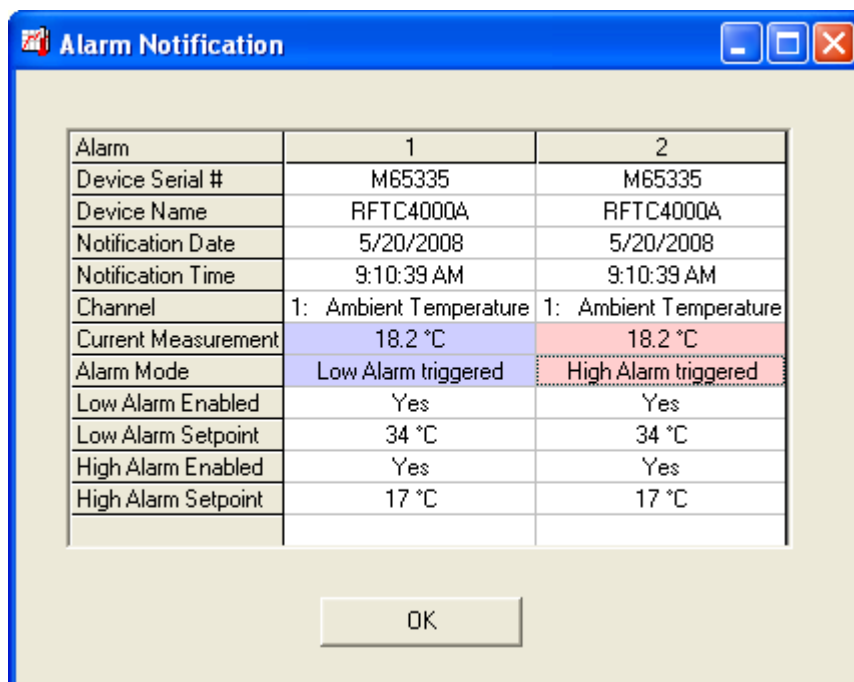 Alarm Notification
Alarm 1 2
Device Serial # M65335 M65335
Device Name RFTC4000A RFTC4000A
Notification Date 5/20/2008 5/20/2008
Notification Time 9:10:39 AM 9:10:39 AM
Channel 1: Ambient Temperature 1: Ambient Temperature
Current Measurement 18.2 °C 18.2 °C
Alarm Mode Low Alarm triggered High Alarm triggered
Low Alarm Enabled Yes Yes
Low Alarm Setpoint 34 °C 34 °C
High Alarm Enabled Yes Yes
High Alarm Setpoint 17 °C 17 °C
OK